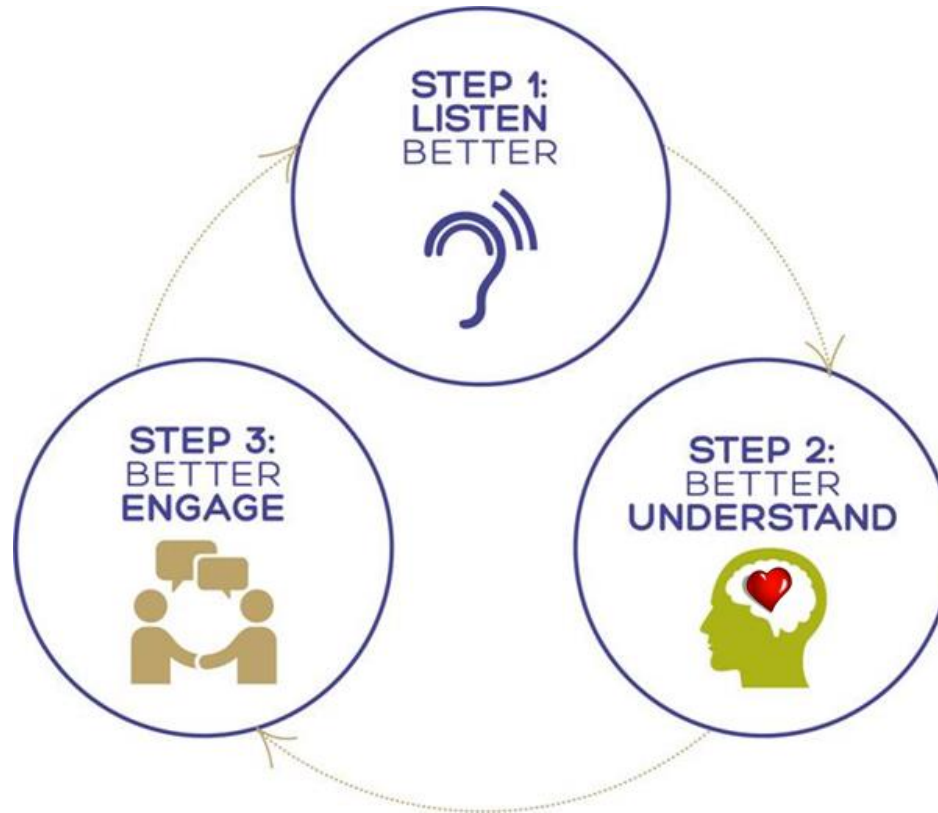 STEP 1:
LISTEN
BETTER
STEP 2:
BETTER
UNDERSTAND
STEP 3:
BETTER
ENGAGE